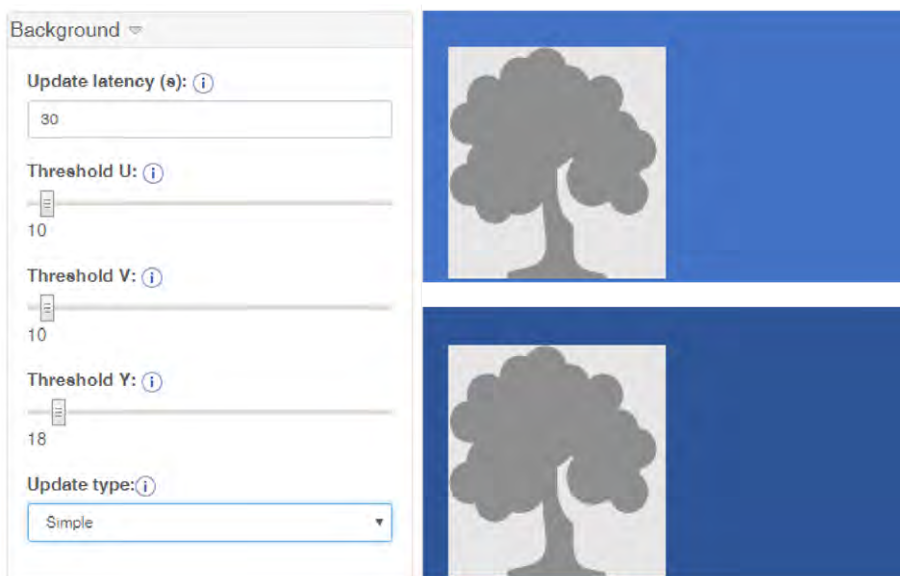 Background
Update latency (s):
30
Threshold U:
10
Threshold V:
10
Threshold Y:
18
Update type:
Simple